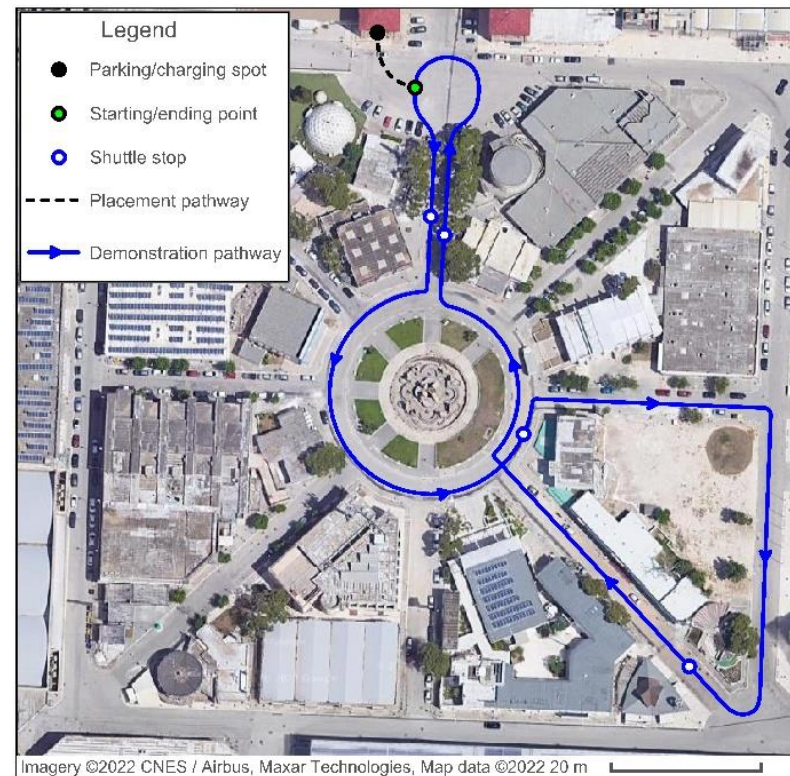 Legend
Parking/charging spot
Starting/ending point
Shuttle stop
Placement pathway
Demonstration pathway
Imagery ©2022 CNES / Airbus, Maxar Technologies, Map data ©2022 20 m